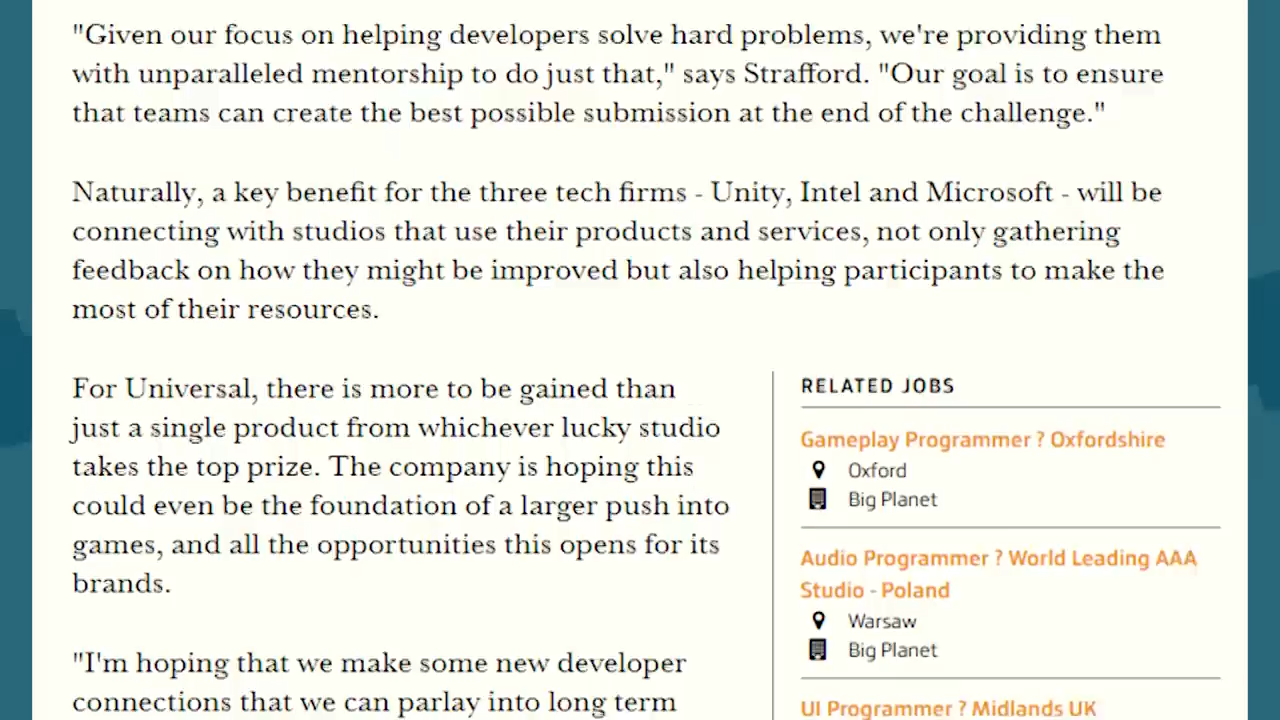 "Given our focus on helping developers solve hard problems, we're providing them
with unparalleled mentorship to do just that," says Strafford. "Our goal is to ensure
that teams can create the best possible submission at the end of the challenge."
Naturally, a key benefit for the three tech firms - Unity, Intel and Microsoft - will be
connecting with studios that use their products and services, not only gathering
feedback on how they might be improved but also helping participants to make the
most of their resources.
For Universal, there is more to be gained than
just a single product from whichever lucky studio
takes the top prize. The company is hoping this
could even be the foundation of a larger push into
games, and all the opportunities this opens for its
brands.
"I'm hoping that we make some new developer
connections that we can parlay into long term
RELATED JOBS
Gameplay Programmer ? Oxfordshire
Oxford
Big Planet
Audio Programmer ? World Leading AAA
Studio - Poland
Warsaw
Big Planet
UI Programmer ? Midlands UK